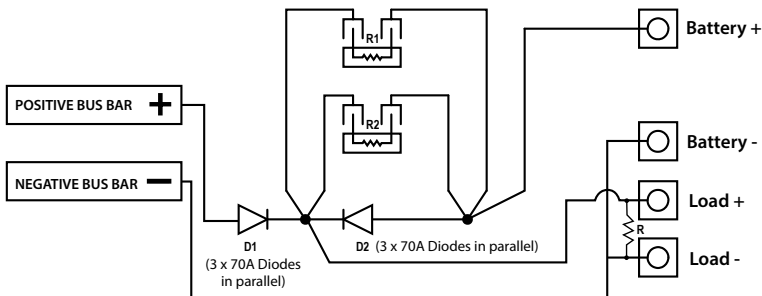 R1
Battery +
POSITIVE BUS BAR +
R2
Battery -
NEGATIVE BUS BAR −
Load +
R
D1
(3 x 70A Diodes
in parallel)
D2 (3 x 70A Diodes in parallel)
Load -